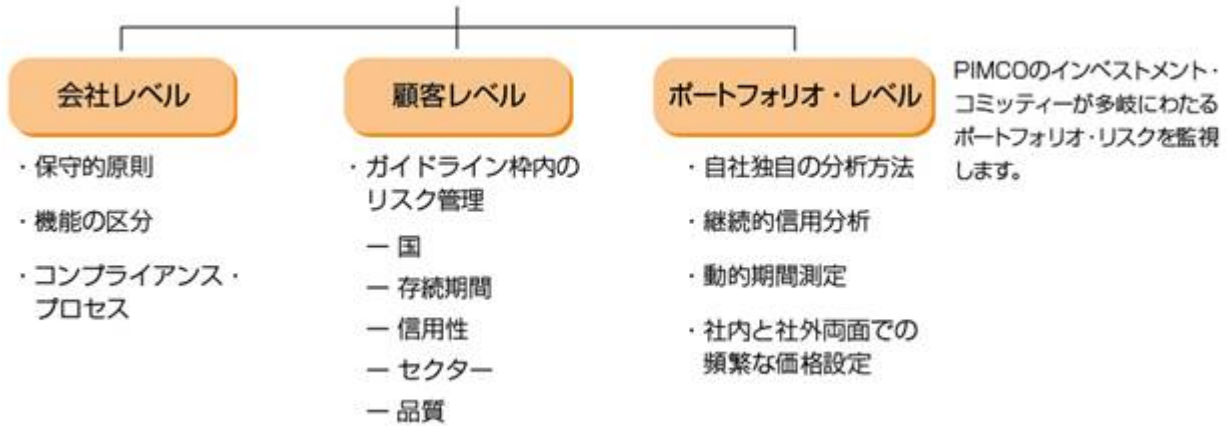 会社レベル
・保守的原則
・機能の区分
・コンプライアンス・
プロセス
顧客レベル
・ガイドライン枠内の
リスク管理
― 国
― 存続期間
― 信用性
― セクター
― 品質
ポートフォリオ・レベル
・自社独自の分析方法
・継続的信用分析
・動的期間測定
・社内と社外両面での
頻繁な価格設定
PIMCOのインベストメント・
コミッティーが多岐にわたる
ポートフォリオ・リスクを監視
します。